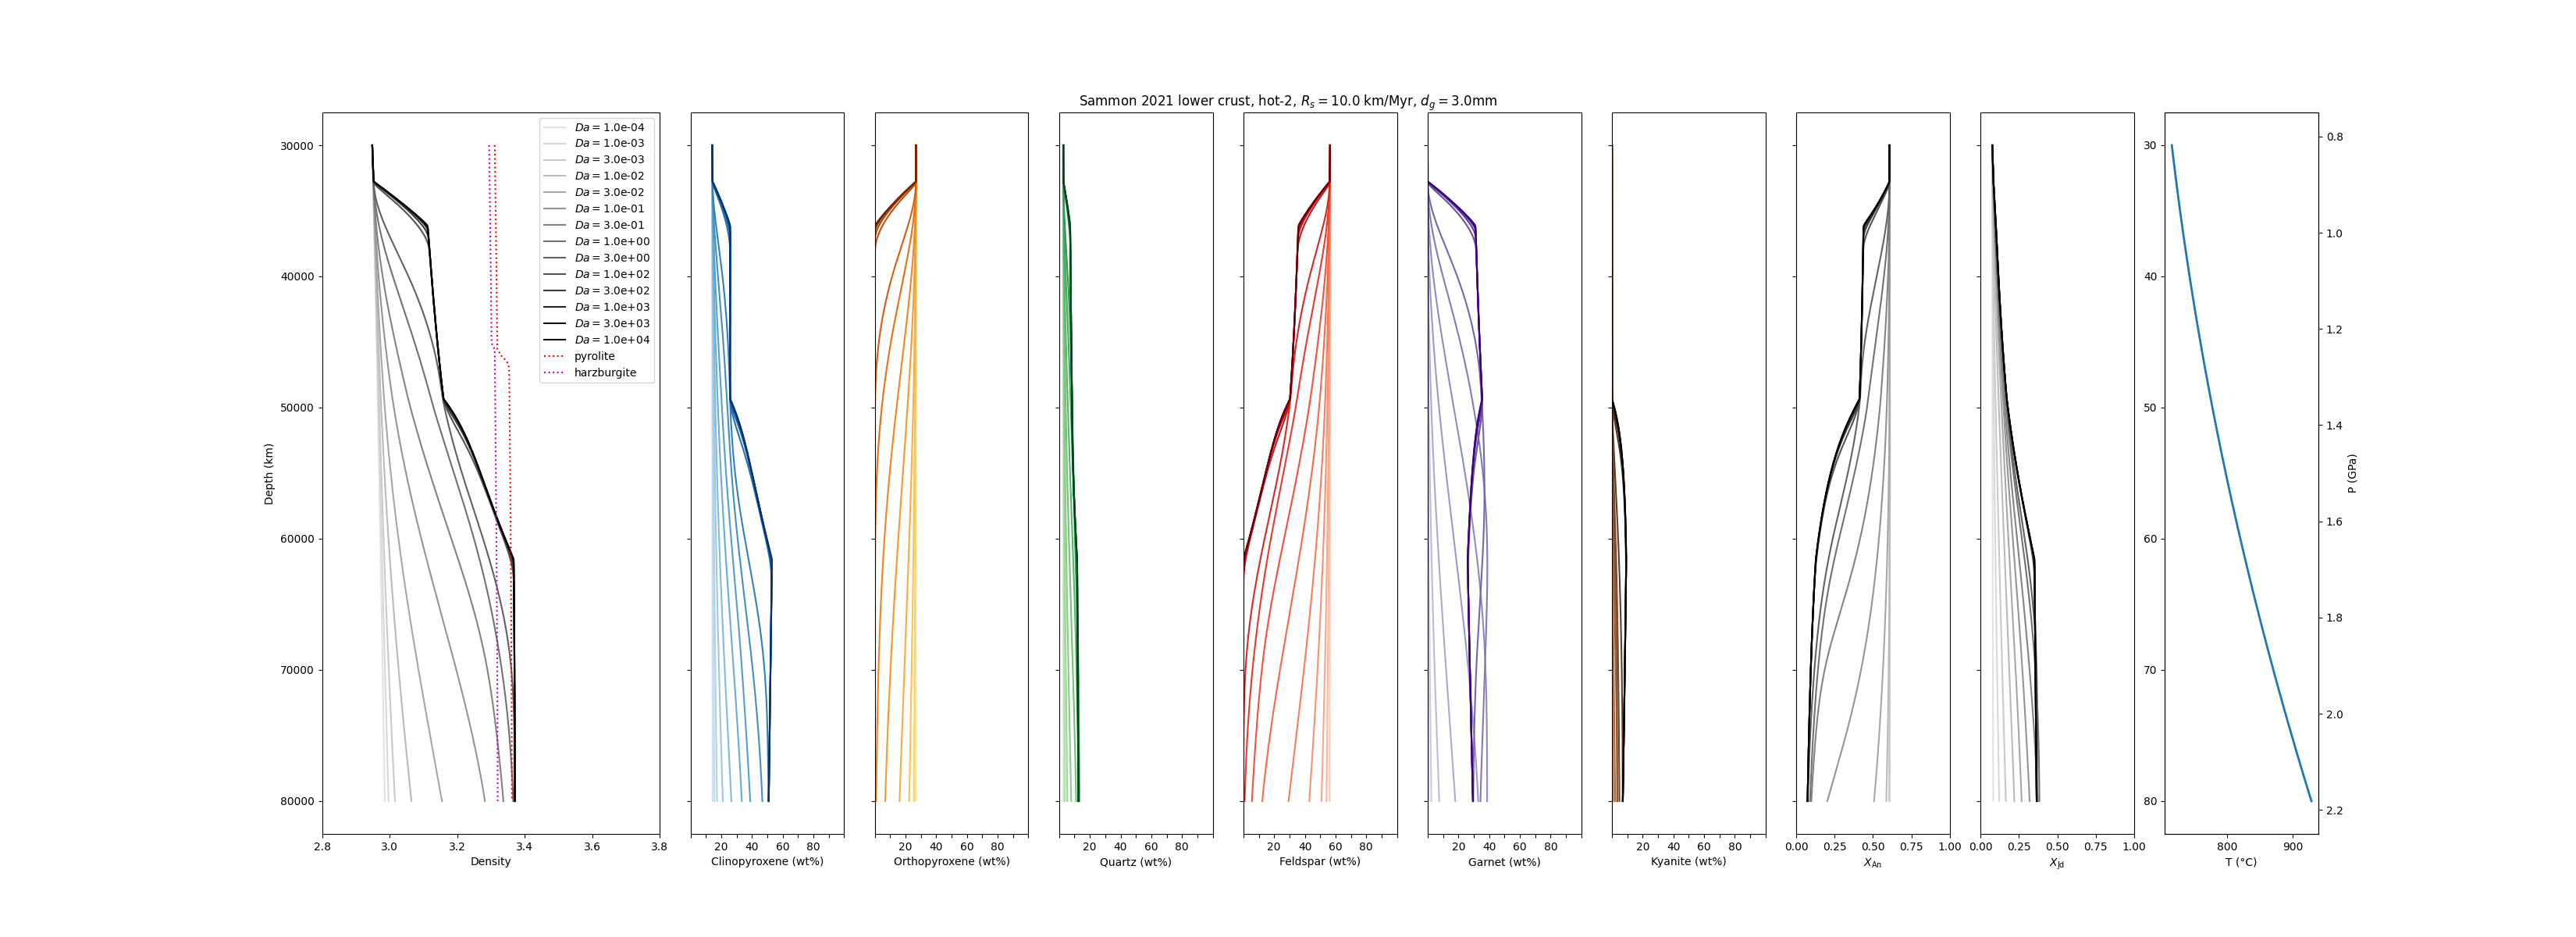 Sammon 2021 lower crust, hot-2, Rs = 10.0 km/Myr, dg = 3.0mm
Da = 1.0e-04
Da = 1.0e-03
Da = 3.0e-03
Da = 1.0e-02
Da = 3.0e-02
Da = 1.0e-01
Da = 3.0e-01
Da = 1.0e+00
Da = 3.0e+00
Da = 1.0e+02
Da = 3.0e+02
Da = 1.0e+03
Da = 3.0e+03
Da = 1.0e+04
pyrolite
harzburgite
Depth (km)
30000
40000
50000
60000
70000
80000
2.8 3.0 3.2 3.4 3.6 3.8
Density
20 40 60 80
Clinopyroxene (wt%)
20 40 60 80
Orthopyroxene (wt%)
20 40 60 80
Quartz (wt%)
20 40 60 80
Feldspar (wt%)
20 40 60 80
Garnet (wt%)
20 40 60 80
Kyanite (wt%)
0.00 0.25 0.50 0.75 1.00
XAn
0.00 0.25 0.50 0.75 1.00
XJd
30
40
50
60
70
80
800 900
T (°C)
0.8
1.0
1.2
1.4
1.6
1.8
2.0
2.2
P (GPa)